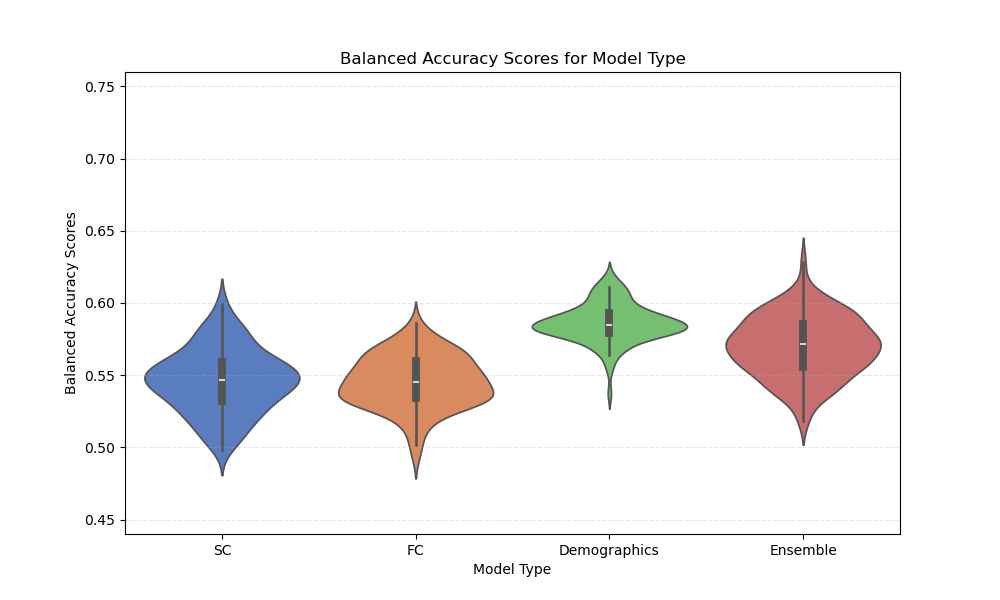 Balanced Accuracy Scores for Model Type
Balanced Accuracy Scores
0.75
0.70
0.65
0.60
0.55
0.50
0.45
SC FC Demographics Ensemble
Model Type